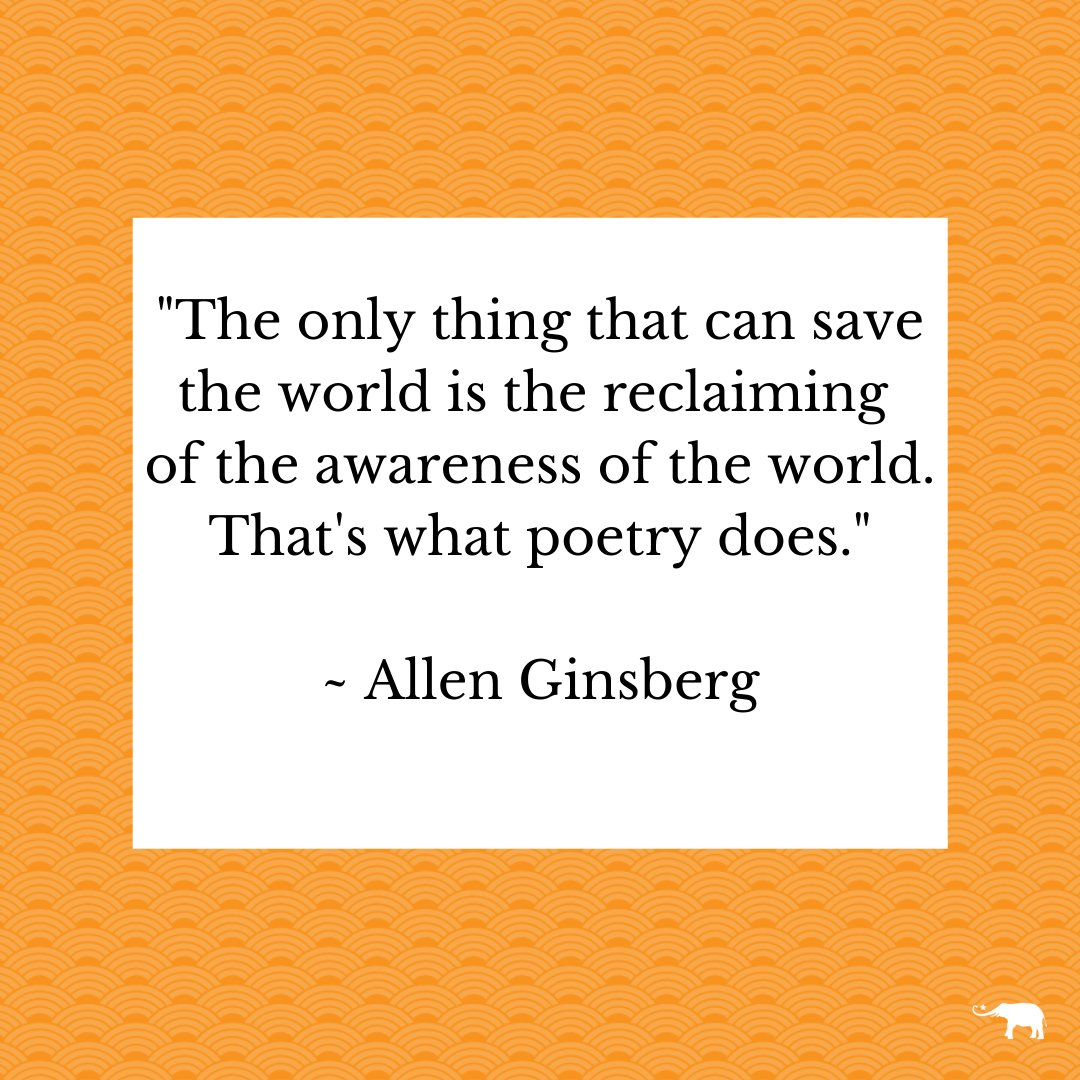 "The only thing that can save
the world is the reclaiming
of the awareness of the world.
That's what poetry does."
~ Allen Ginsberg